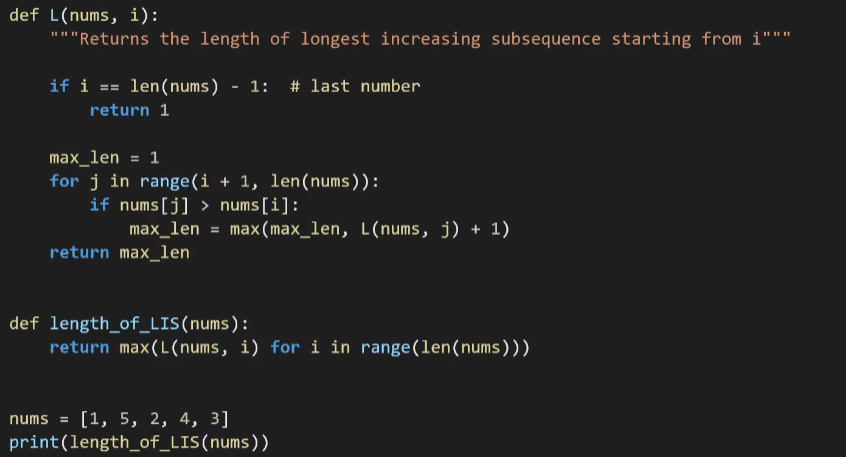 def L(nums, i):
    """Returns the length of longest increasing subsequence starting from i"""
    if i == len(nums) - 1:  # last number
        return 1
    max_len = 1
    for j in range(i + 1, len(nums)):
        if nums[j] > nums[i]:
            max_len = max(max_len, L(nums, j) + 1)
    return max_len
def length_of_LIS(nums):
    return max(L(nums, i) for i in range(len(nums)))
nums = [1, 5, 2, 4, 3]
print(length_of_LIS(nums))